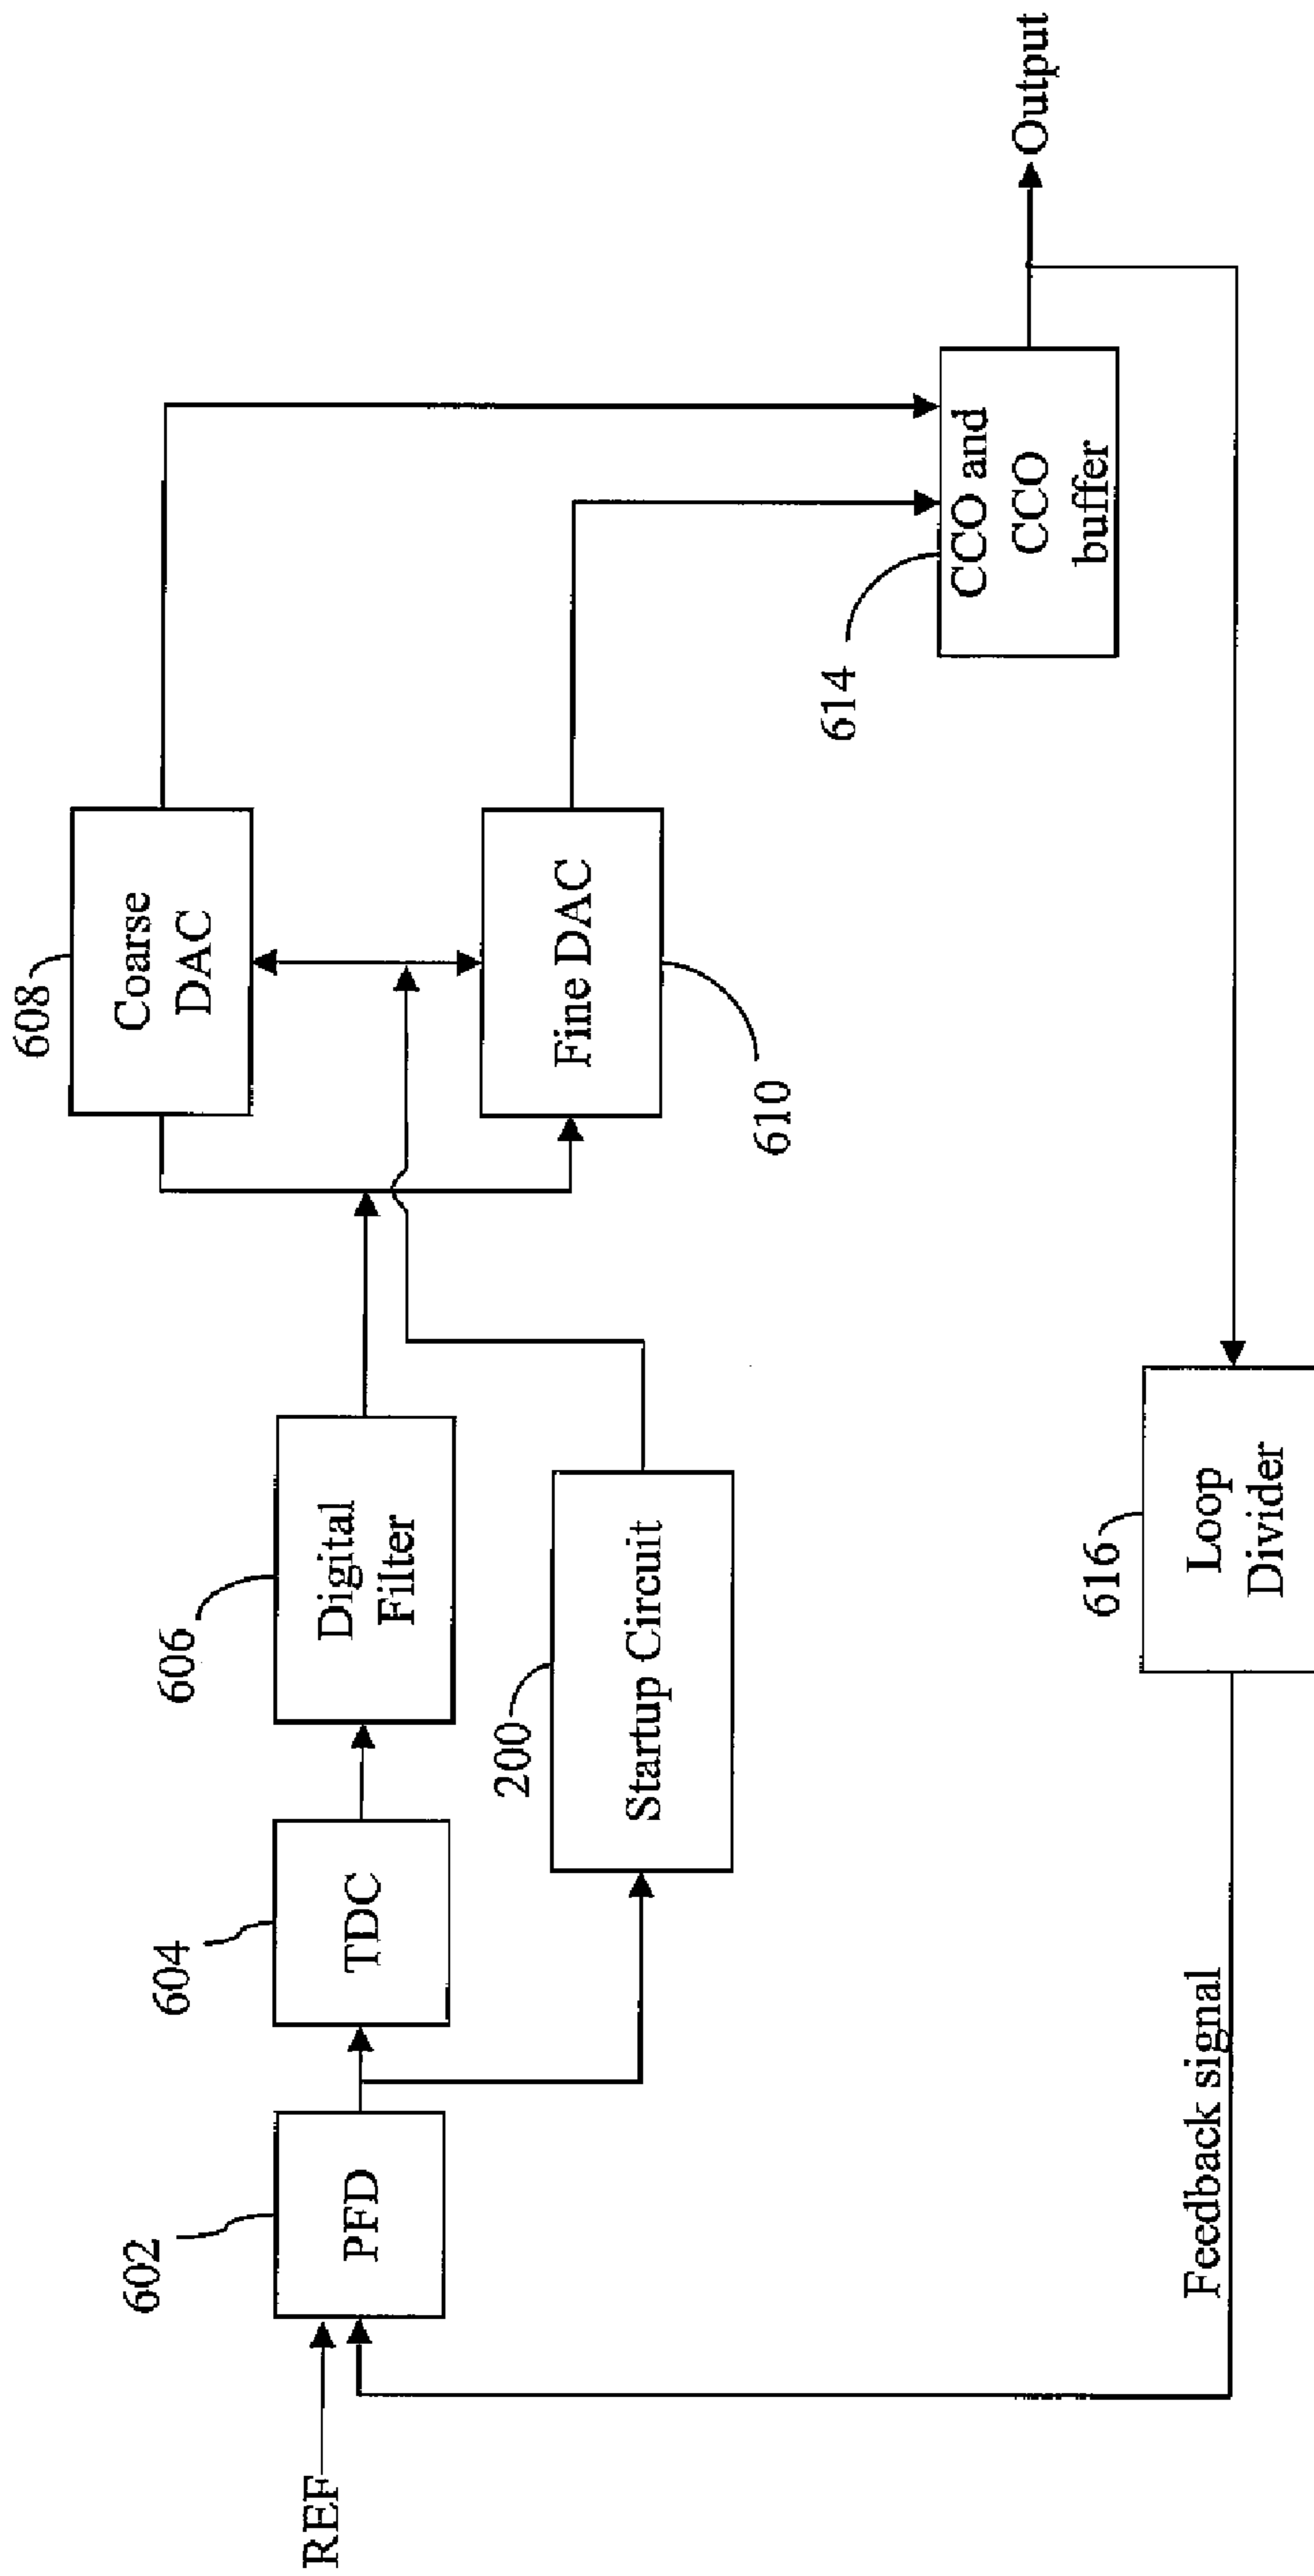 608
Coarse
DAC
606
Digital
Filter
604
TDC
602
PFD
REF
Fine DAC
610
200
Startup Circuit
Output
CCO and
CCO
buffer
614
616
Loop
Divider
Feedback signal